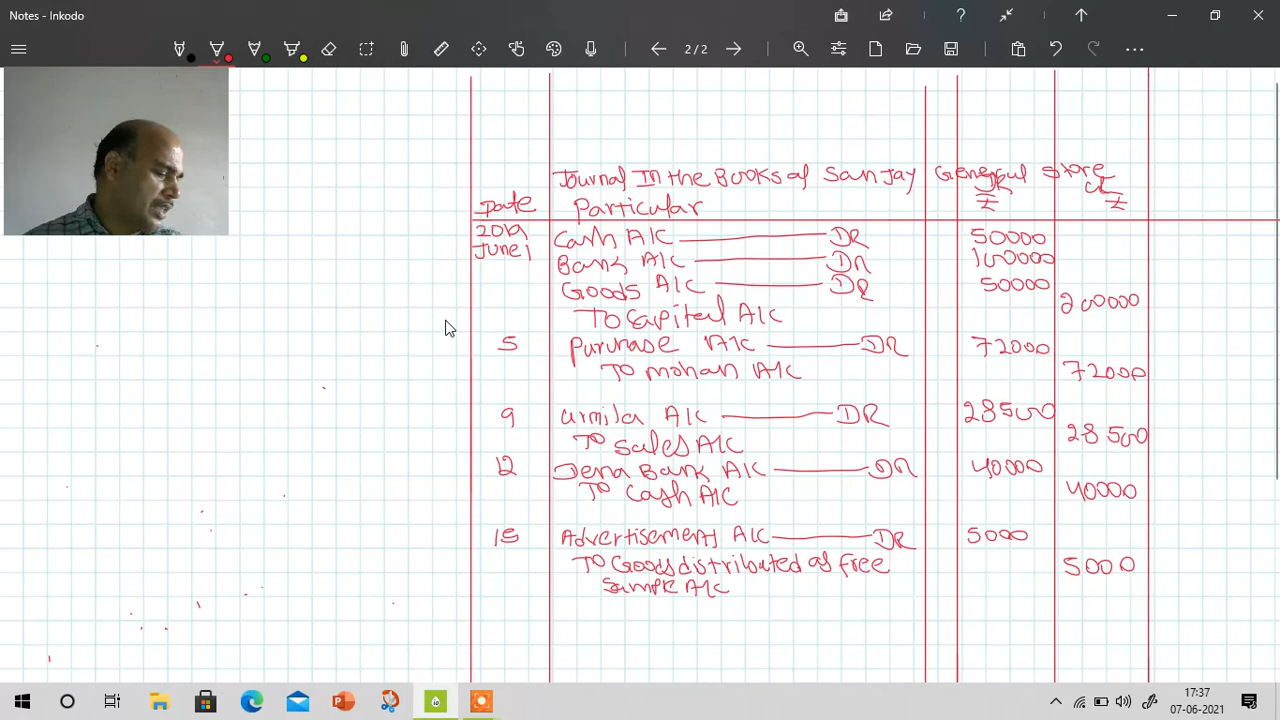 Notes - Inkodo
2/2
Journal In the Books of Sanjay General Store
Date Particular DR ₹ ₹
2019
June 1 Cash A/C DR 50000
Bank A/C DR 100000
Goods A/C DR 50000
To Capital A/C 200000
5 Purchase A/C DR 72000
To mohan A/C 72000
9 urmila A/C DR 28500
To Sales A/C 28500
12 Dena Bank A/C DR 40000
To Cash A/C 40000
15 Advertisement A/C DR 5000
To Goods distributed as free 5000
Sample A/c
17:37
07-06-2021